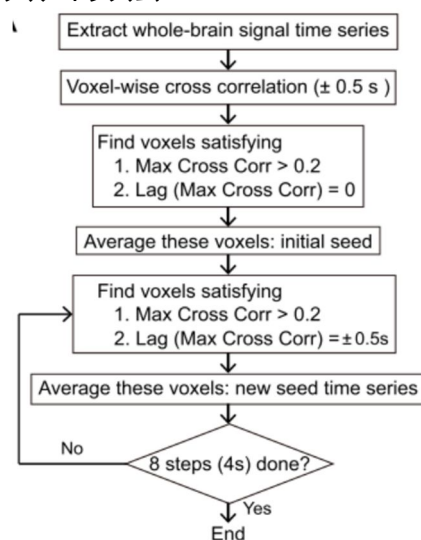 Extract whole-brain signal time series
Voxel-wise cross correlation (± 0.5 s )
Find voxels satisfying
1. Max Cross Corr > 0.2
2. Lag (Max Cross Corr) = 0
Average these voxels: initial seed
Find voxels satisfying
1. Max Cross Corr > 0.2
2. Lag (Max Cross Corr) = ± 0.5s
Average these voxels: new seed time series
No
8 steps (4s) done?
Yes
End